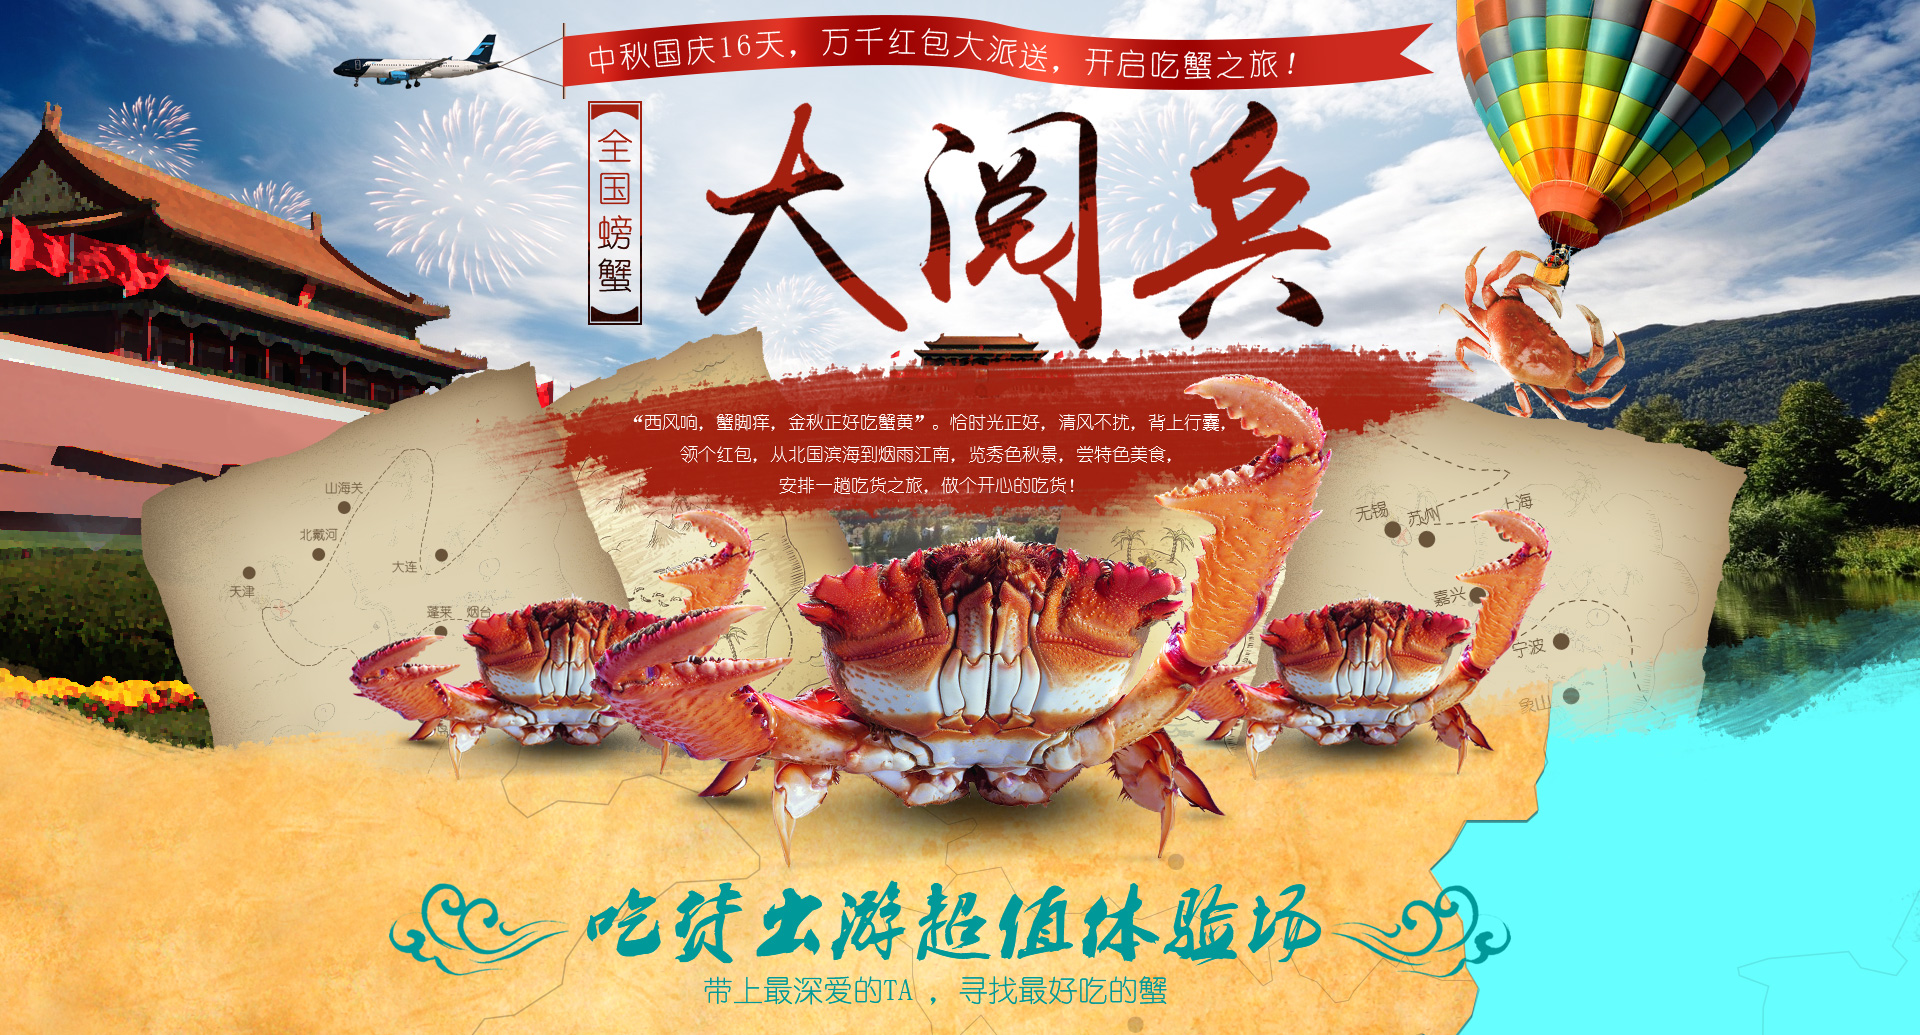 中秋国庆16天，万千红包大派送，开启吃蟹之旅！
全国螃蟹
大阅兵
“西风响，蟹脚痒，金秋正好吃蟹黄”。恰时光正好，清风不扰，背上行囊，
领个红包，从北国滨海到烟雨江南，览秀色秋景，尝特色美食，
安排一趟吃货之旅，做个开心的吃货！
山海关
北戴河
天津
大连
蓬莱
烟台
无锡
苏州
上海
嘉兴
宁波
象山
吃货出游超值体验场
带上最深爱的TA ，寻找最好吃的蟹